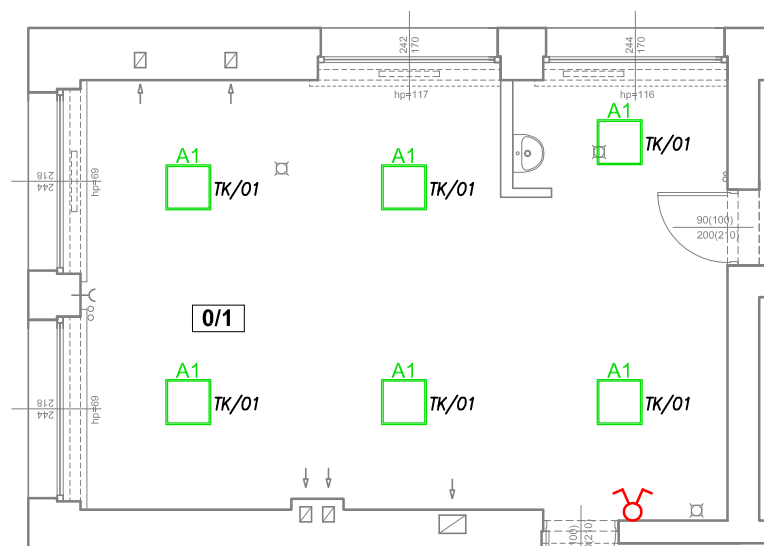 242
170
244
170
hp=117
hp=116
A1
TK/01
A1
TK/01
A1
TK/01
218
244
hp=69
90(100)
200(210)
0/1
218
244
hp=69
A1
TK/01
A1
TK/01
A1
TK/01
100)
(210)